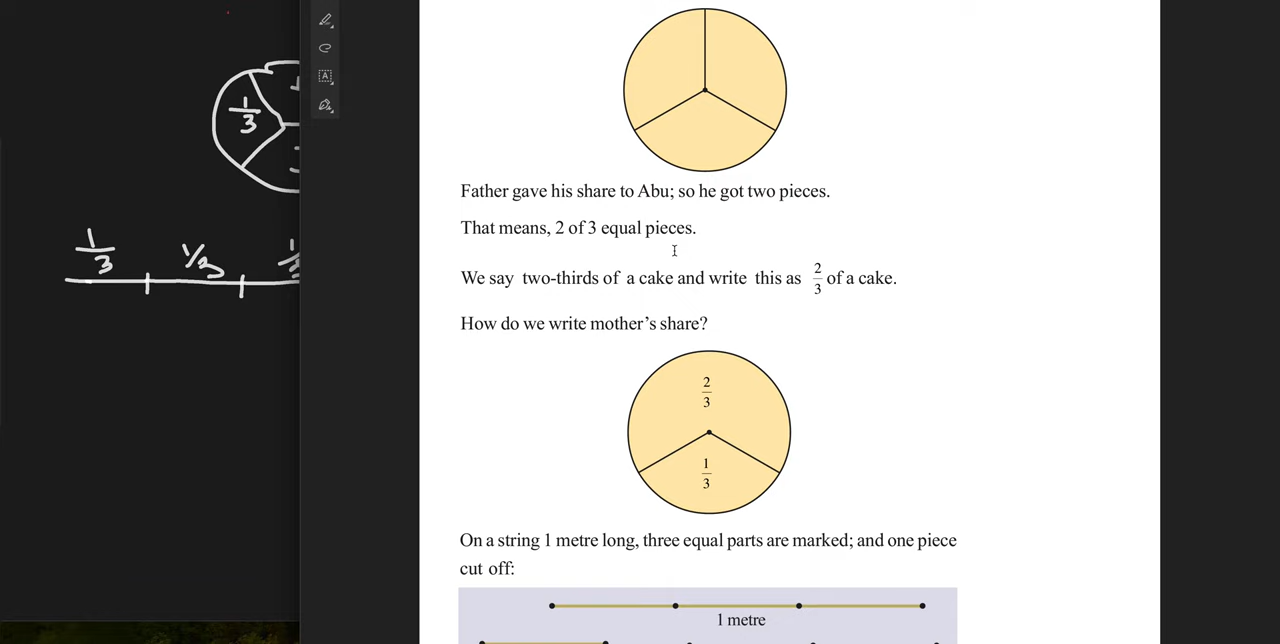 1/3
1/3
1/3
Father gave his share to Abu; so he got two pieces.
That means, 2 of 3 equal pieces.
We say two-thirds of a cake and write this as 2/3 of a cake.
How do we write mother's share?
2/3
1/3
On a string 1 metre long, three equal parts are marked; and one piece
cut off:
1 metre